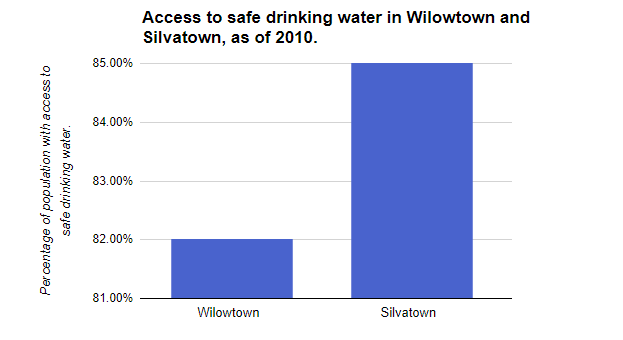 Access to safe drinking water in Wilowtown and
Silvatown, as of 2010.
Percentage of population with access to
safe drinking water.
85.00%
84.00%
83.00%
82.00%
81.00%
Wilowtown
Silvatown